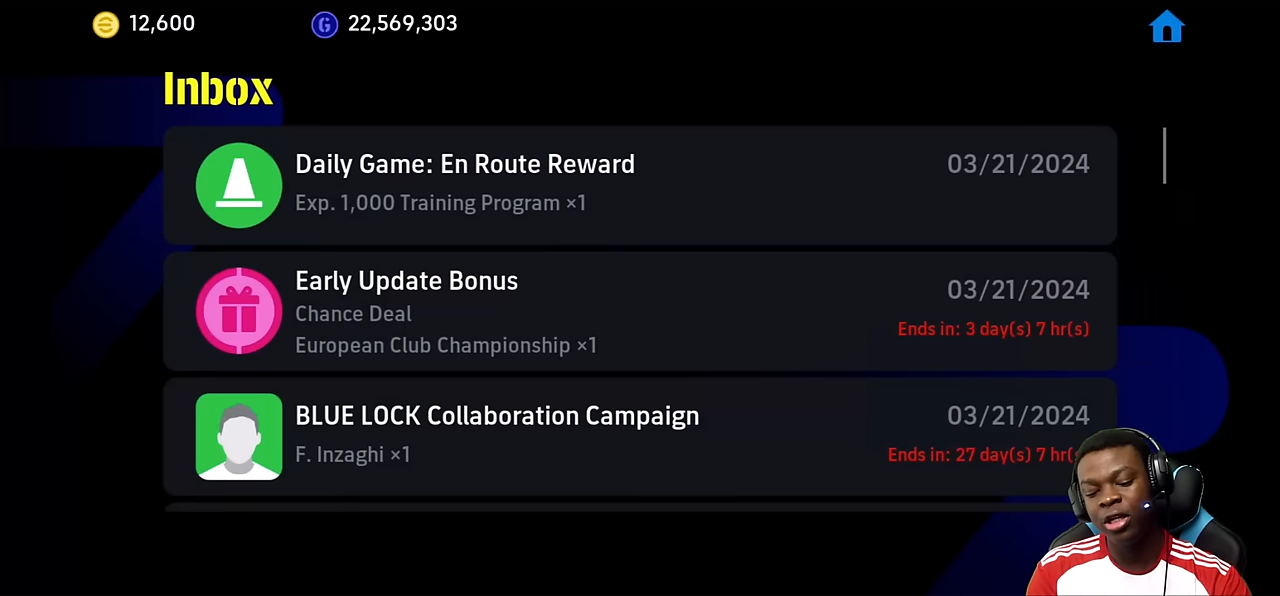 12,600
22,569,303
Inbox
Daily Game: En Route Reward
03/21/2024
Exp. 1,000 Training Program ×1
Early Update Bonus
03/21/2024
Chance Deal
Ends in: 3 day(s) 7 hr(s)
European Club Championship ×1
BLUE LOCK Collaboration Campaign
03/21/2024
F. Inzaghi ×1
Ends in: 27 day(s) 7